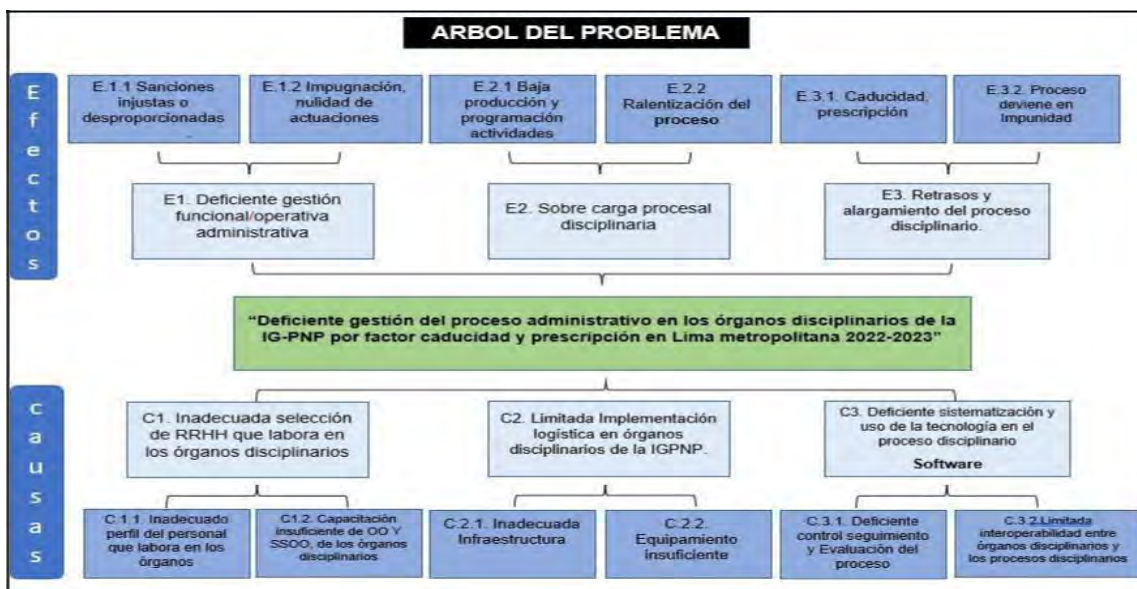 ARBOL DEL PROBLEMA
Efectos
E.1.1 Sanciones
injustas o
desproporcionadas
.
E.1.2 Impugnación,
nulidad de
actuaciones
E.2.1 Baja
producción y
programación
actividades
E.2.2
Ralentización del
proceso
E.3.1. Caducidad,
prescripción
E.3.2. Proceso
deviene en
Impunidad
E1. Deficiente gestión
funcional/operativa
administrativa
E2. Sobre carga procesal
disciplinaria
E3. Retrasos y
alargamiento del proceso
disciplinario.
“Deficiente gestión del proceso administrativo en los órganos disciplinarios de la
IG-PNP por factor caducidad y prescripción en Lima metropolitana 2022-2023”
causas
C1. Inadecuada selección
de RRHH que labora en
los órganos disciplinarios
C2. Limitada Implementación
logística en órganos
disciplinarios de la IGPNP.
C3. Deficiente sistematización y
uso de la tecnología en el
proceso disciplinario
Software
C.1.1. Inadecuado
perfil del personal
que labora en los
órganos
C1.2. Capacitación
insuficiente de OO Y
SSOO, de los órganos
disciplinarios
C.2.1. Inadecuada
Infraestructura
C.2.2.
Equipamiento
insuficiente
C.3.1. Deficiente
control seguimiento
y Evaluación del
proceso
C.3.2.Limitada
interoperabilidad entre
órganos disciplinarios y
los procesos disciplinarios